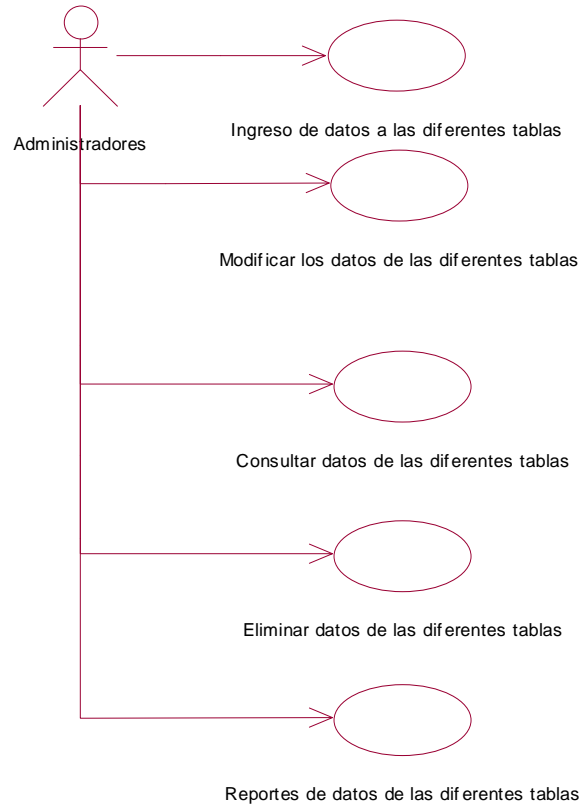 Administradores
Ingreso de datos a las diferentes tablas
Modificar los datos de las diferentes tablas
Consultar datos de las diferentes tablas
Eliminar datos de las diferentes tablas
Reportes de datos de las diferentes tablas